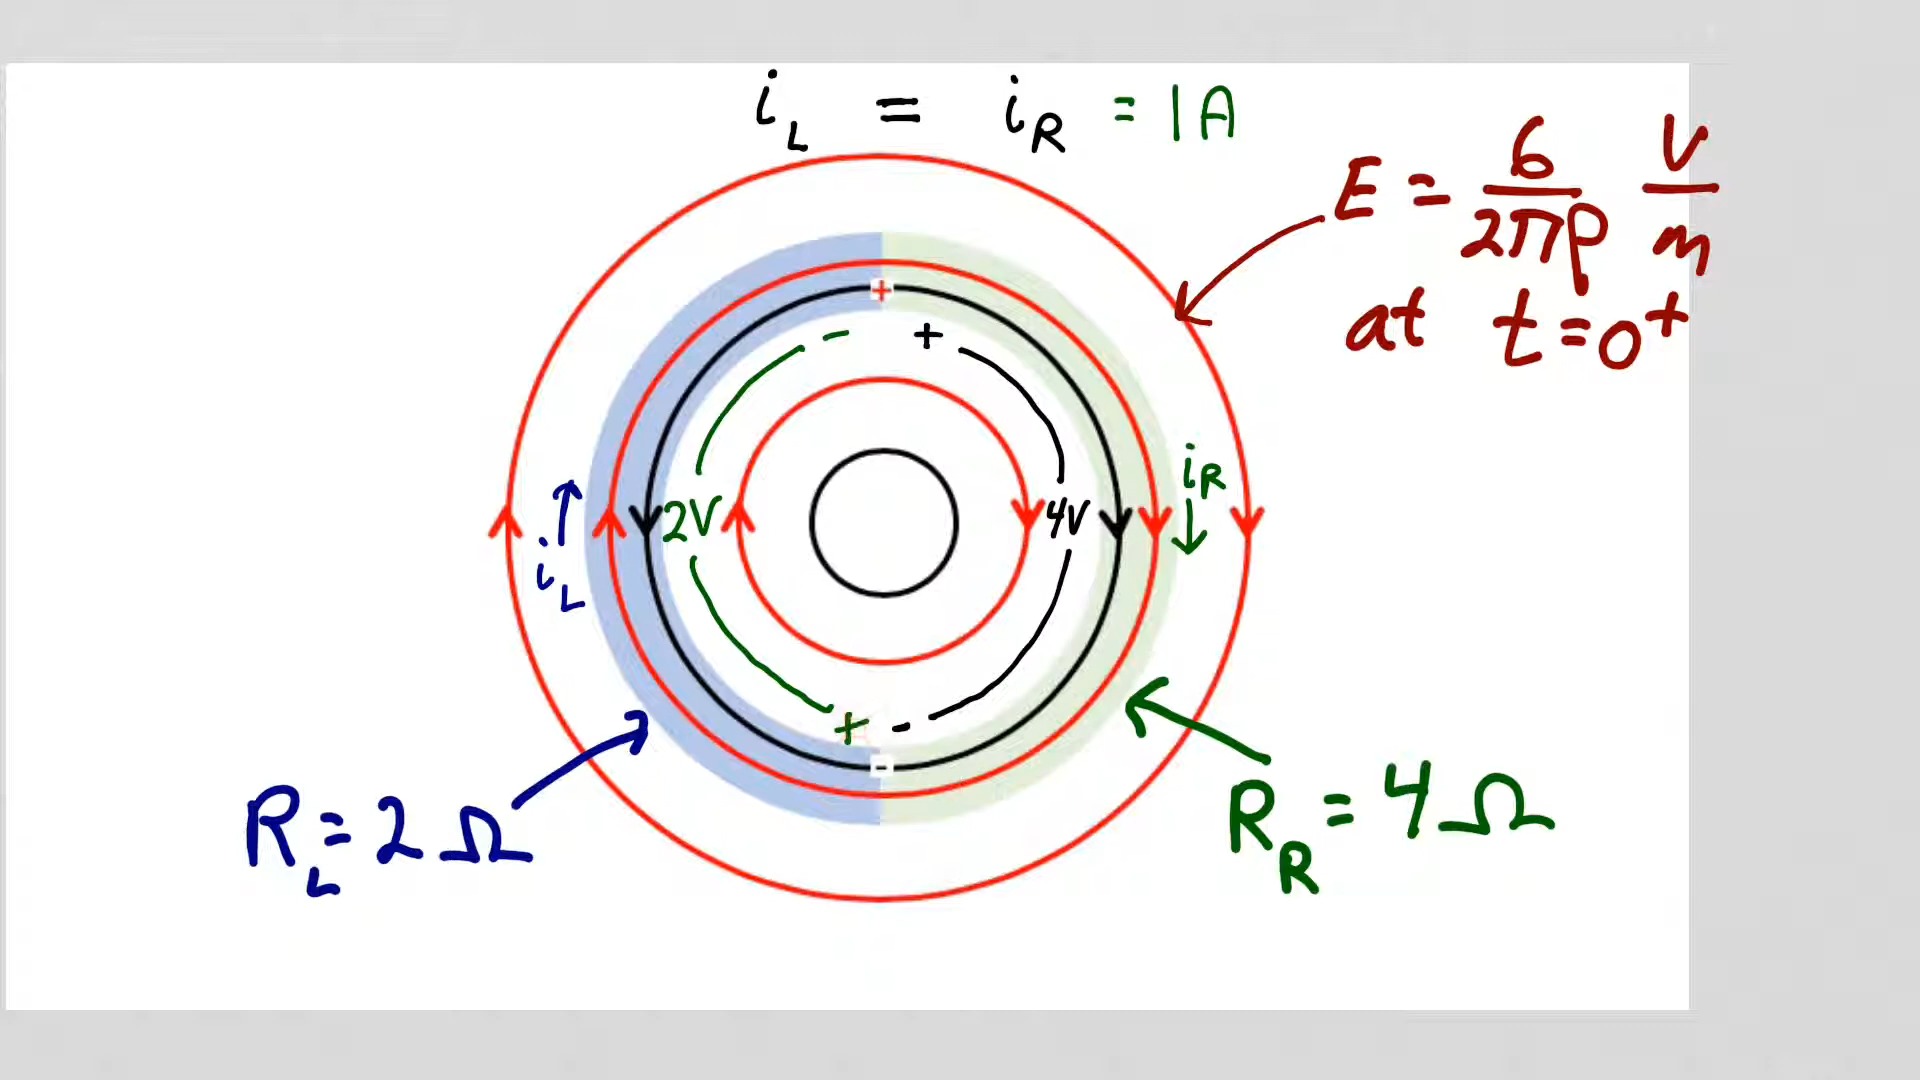 i_L = i_R = 1A
E = 6/(2πρ) V/m
at t = 0⁺
+
- +
i_R
2V 4V
i_L
+ -
-
R_L = 2Ω
R_R = 4Ω